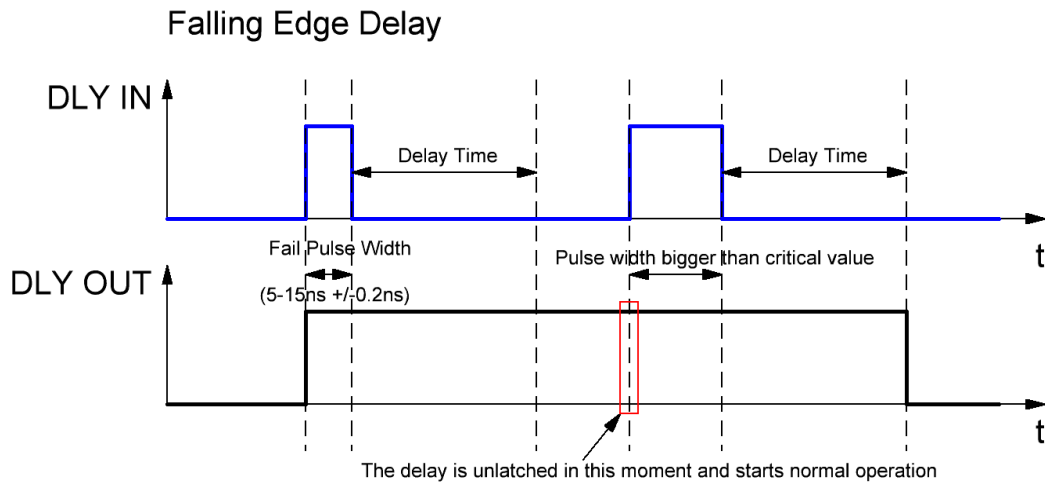 Falling Edge Delay
DLY IN
Delay Time
Delay Time
t
Fail Pulse Width
Pulse width bigger than critical value
DLY OUT
(5-15ns +/-0.2ns)
t
The delay is unlatched in this moment and starts normal operation